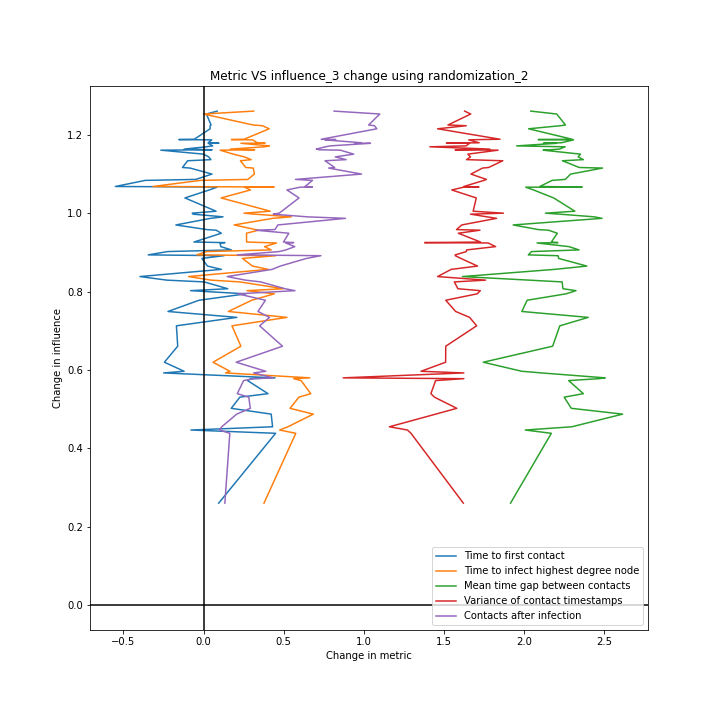 Metric VS influence_3 change using randomization_2
Change in influence
1.2
1.0
0.8
0.6
0.4
0.2
0.0
−0.5
0.0
0.5
1.0
1.5
2.0
2.5
Change in metric
Time to first contact
Time to infect highest degree node
Mean time gap between contacts
Variance of contact timestamps
Contacts after infection